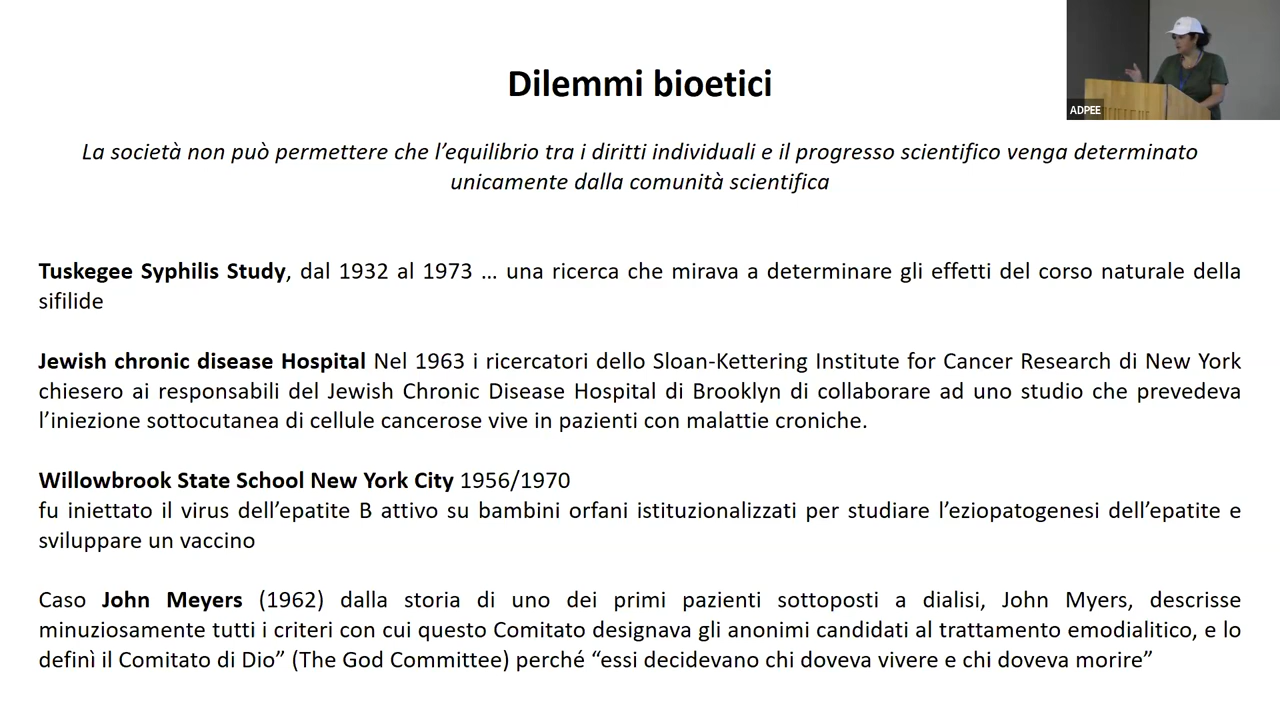 Dilemmi bioetici
ADPEE
La società non può permettere che l’equilibrio tra i diritti individuali e il progresso scientifico venga determinato
unicamente dalla comunità scientifica
Tuskegee Syphilis Study, dal 1932 al 1973 … una ricerca che mirava a determinare gli effetti del corso naturale della
sifilide
Jewish chronic disease Hospital Nel 1963 i ricercatori dello Sloan-Kettering Institute for Cancer Research di New York
chiesero ai responsabili del Jewish Chronic Disease Hospital di Brooklyn di collaborare ad uno studio che prevedeva
l’iniezione sottocutanea di cellule cancerose vive in pazienti con malattie croniche.
Willowbrook State School New York City 1956/1970
fu iniettato il virus dell’epatite B attivo su bambini orfani istituzionalizzati per studiare l’eziopatogenesi dell’epatite e
sviluppare un vaccino
Caso John Meyers (1962) dalla storia di uno dei primi pazienti sottoposti a dialisi, John Myers, descrisse
minuziosamente tutti i criteri con cui questo Comitato designava gli anonimi candidati al trattamento emodialitico, e lo
definì il Comitato di Dio” (The God Committee) perché “essi decidevano chi doveva vivere e chi doveva morire”